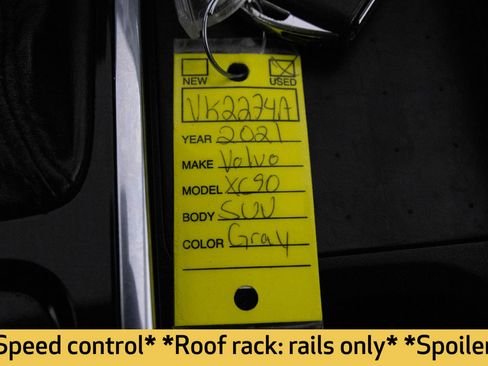 NEW USED
VK2274A
YEAR 2021
MAKE Volvo
MODEL XC90
BODY SUV
COLOR Gray
Speed control* *Roof rack: rails only* *Spoiler